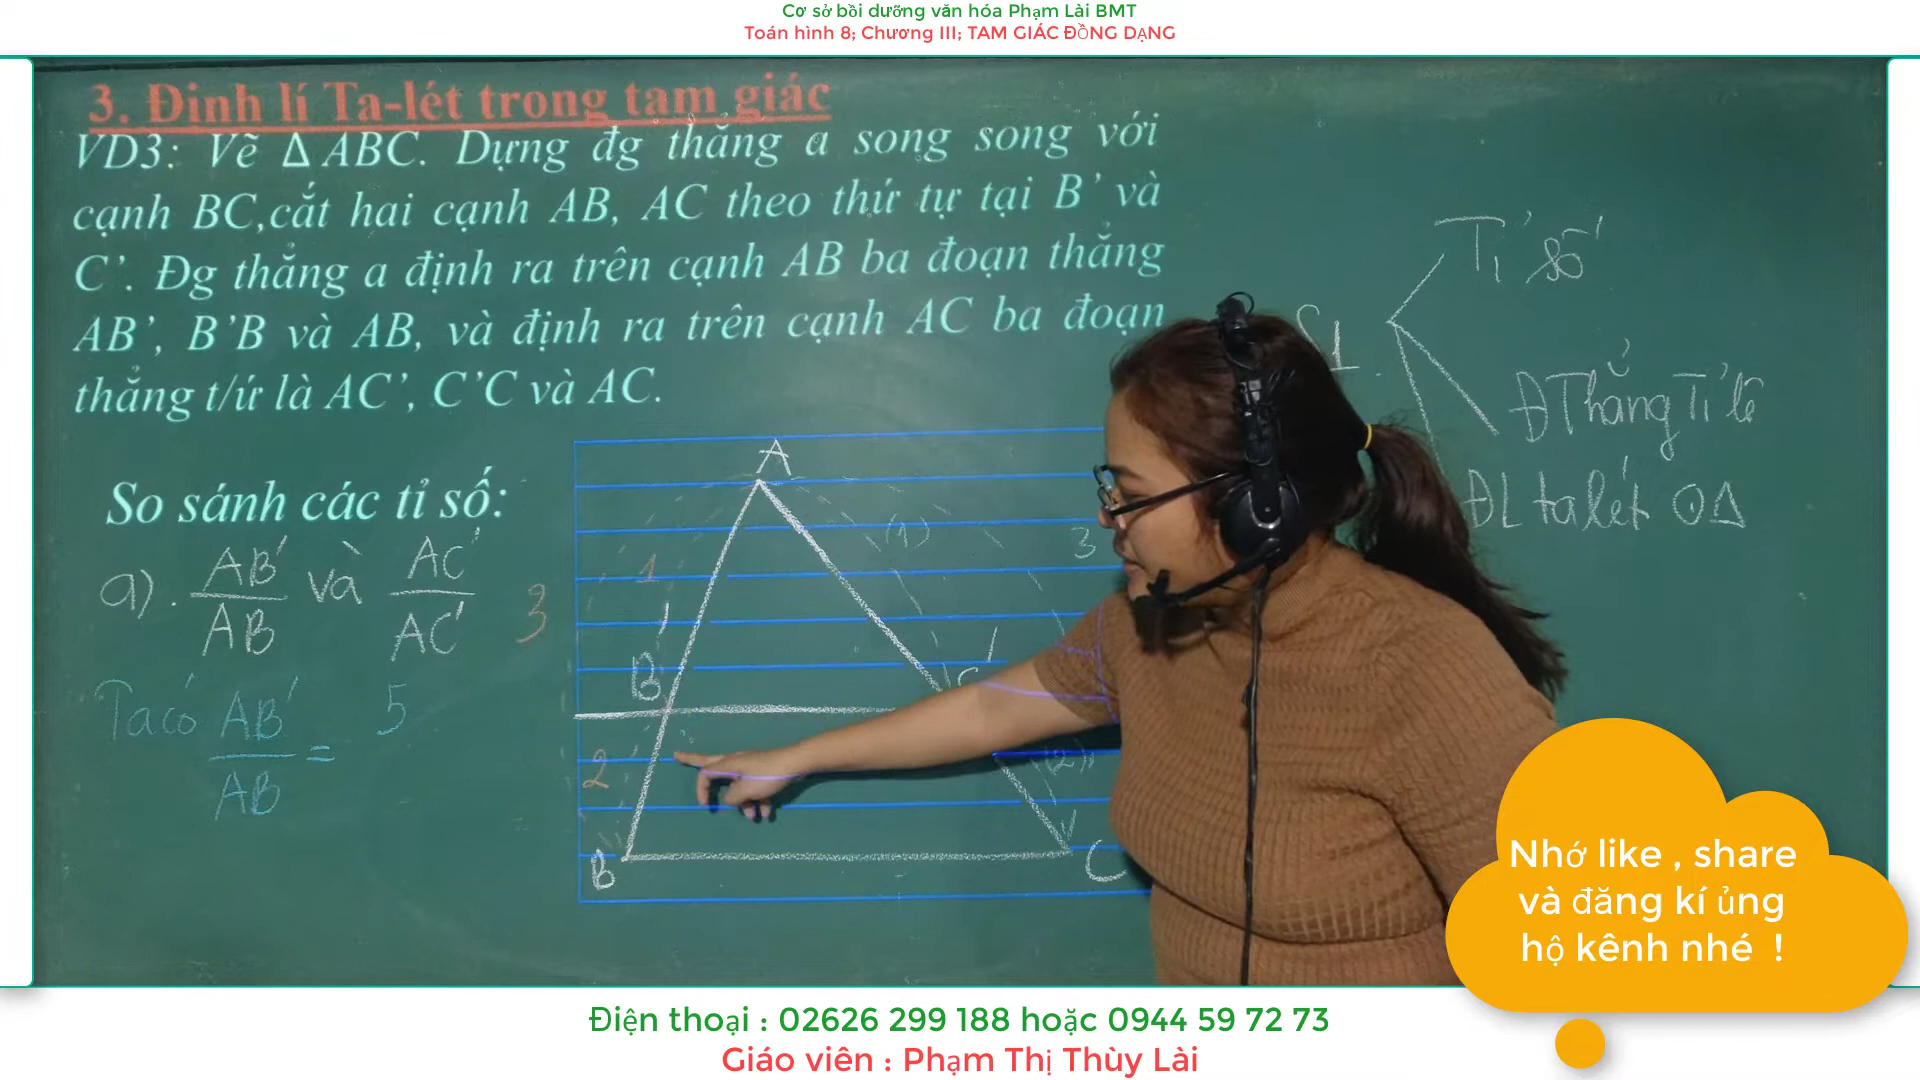 Cơ sở bồi dưỡng văn hóa Phạm Lài BMT
Toán hình 8; Chương III; TAM GIÁC ĐỒNG DẠNG
3. Định lí Ta-lét trong tam giác
VD3: Vẽ Δ ABC. Dựng đg thẳng a song song với
cạnh BC,cắt hai cạnh AB, AC theo thứ tự tại B’ và
C’. Đg thẳng a định ra trên cạnh AB ba đoạn thẳng
AB’, B’B và AB, và định ra trên cạnh AC ba đoạn
thẳng t/ứ là AC’, C’C và AC.
Tỉ số
ĐThẳng Tỉ lệ
ĐL talét
So sánh các tỉ số:
a). AB'/AB và AC'/AC'
Ta có AB'/AB = 5
3
A
1
(1)
3
B'
C'
2
(2)
B
C
Nhớ like , share
và đăng kí ủng
hộ kênh nhé !
Điện thoại : 02626 299 188 hoặc 0944 59 72 73
Giáo viên : Phạm Thị Thùy Lài